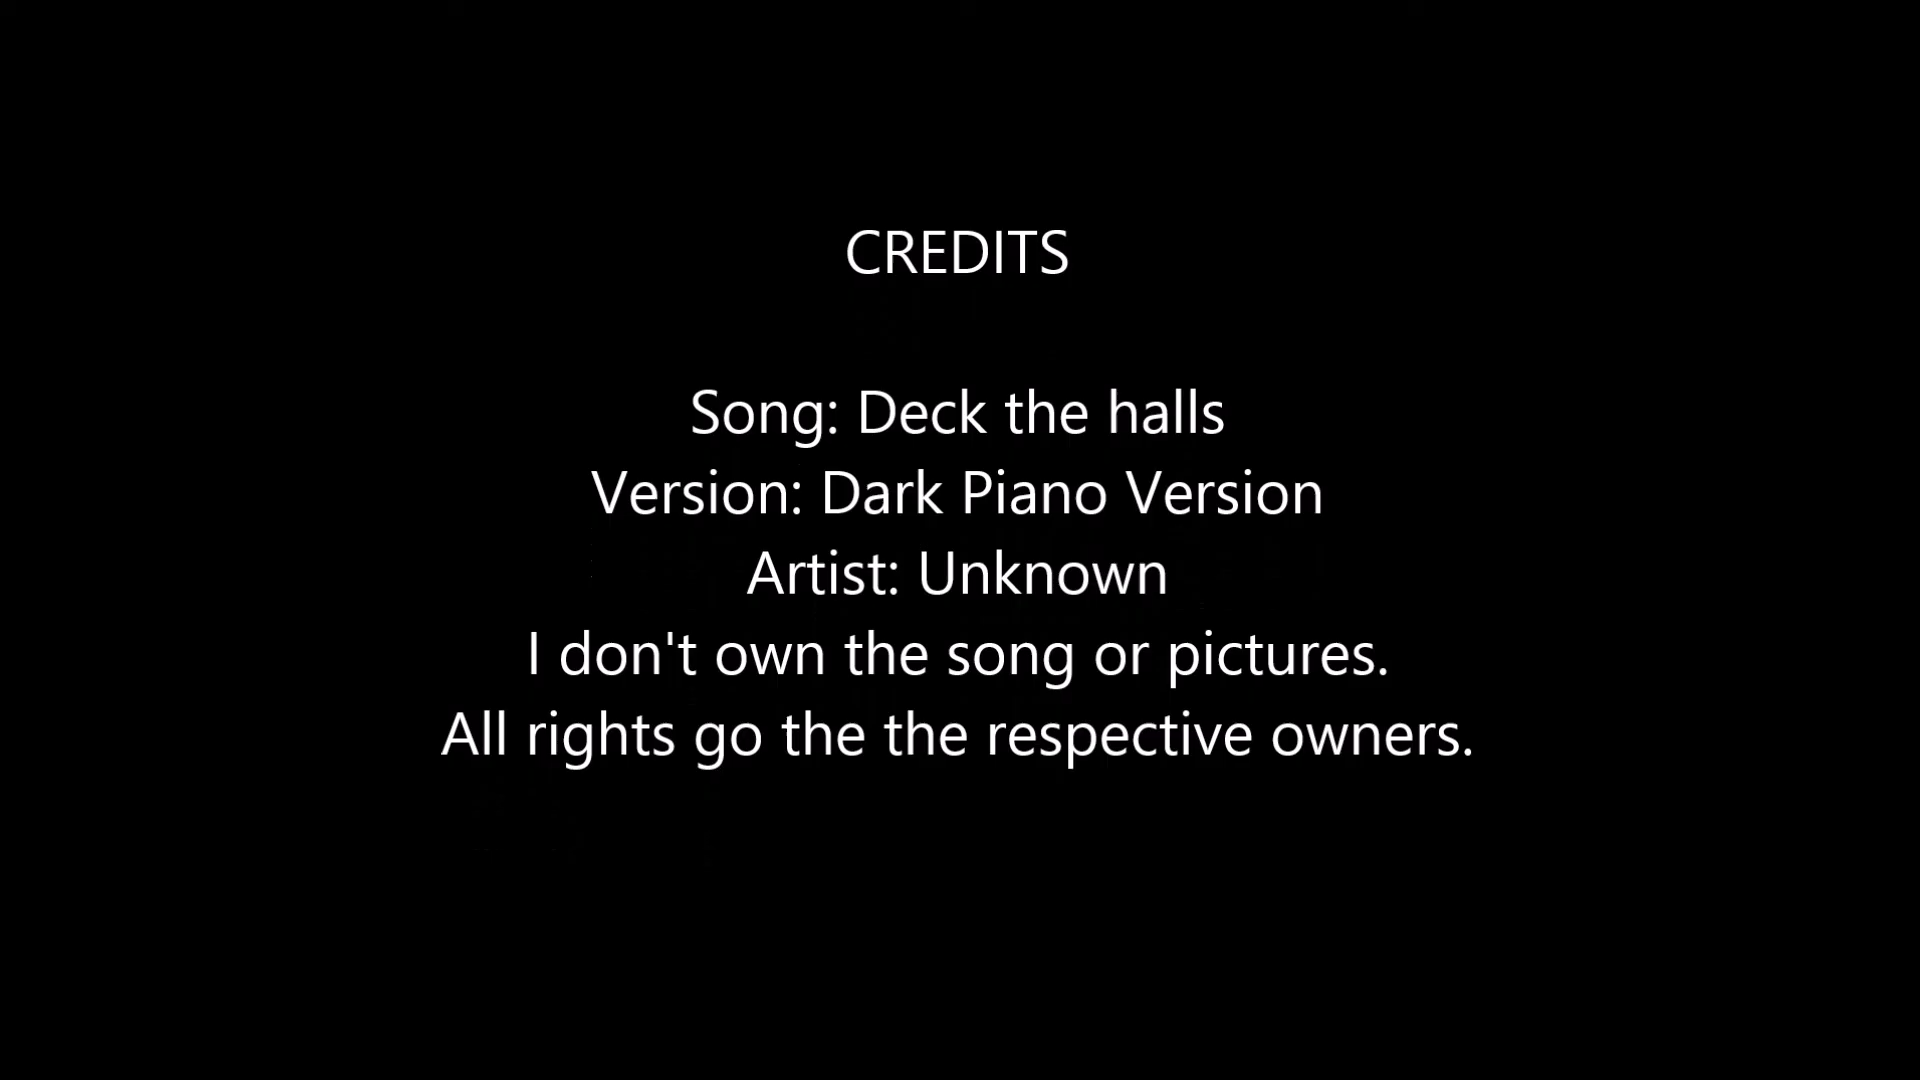 CREDITS
Song: Deck the halls
Version: Dark Piano Version
Artist: Unknown
I don't own the song or pictures.
All rights go the the respective owners.